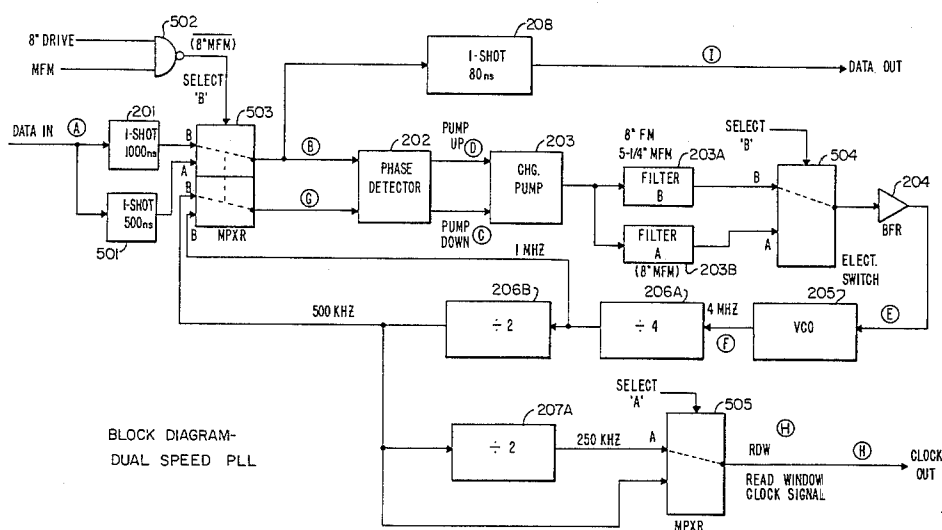 502
8" DRIVE
MFM
(8"MFM)
SELECT
'B'
503
208
1-SHOT
80ns
I
DATA OUT
DATA IN
A
201
1-SHOT
1000ns
B
A
B
B
MPXR
1-SHOT
500ns
501
B
G
202
PHASE
DETECTOR
PUMP
UP
D
PUMP
DOWN
C
203
CHG.
PUMP
8" FM
5-1/4" MFM
203A
FILTER
B
FILTER
A
(8"MFM)
203B
SELECT
'B'
504
B
A
ELECT.
SWITCH
204
BFR
1 MHZ
500 KHZ
206B
÷ 2
206A
÷ 4
4 MHZ
F
205
VCO
E
207A
÷ 2
250 KHZ
SELECT
'A'
505
A
MPXR
RDW
H
READ WINDOW
CLOCK SIGNAL
H
CLOCK
OUT
BLOCK DIAGRAM-
DUAL SPEED PLL